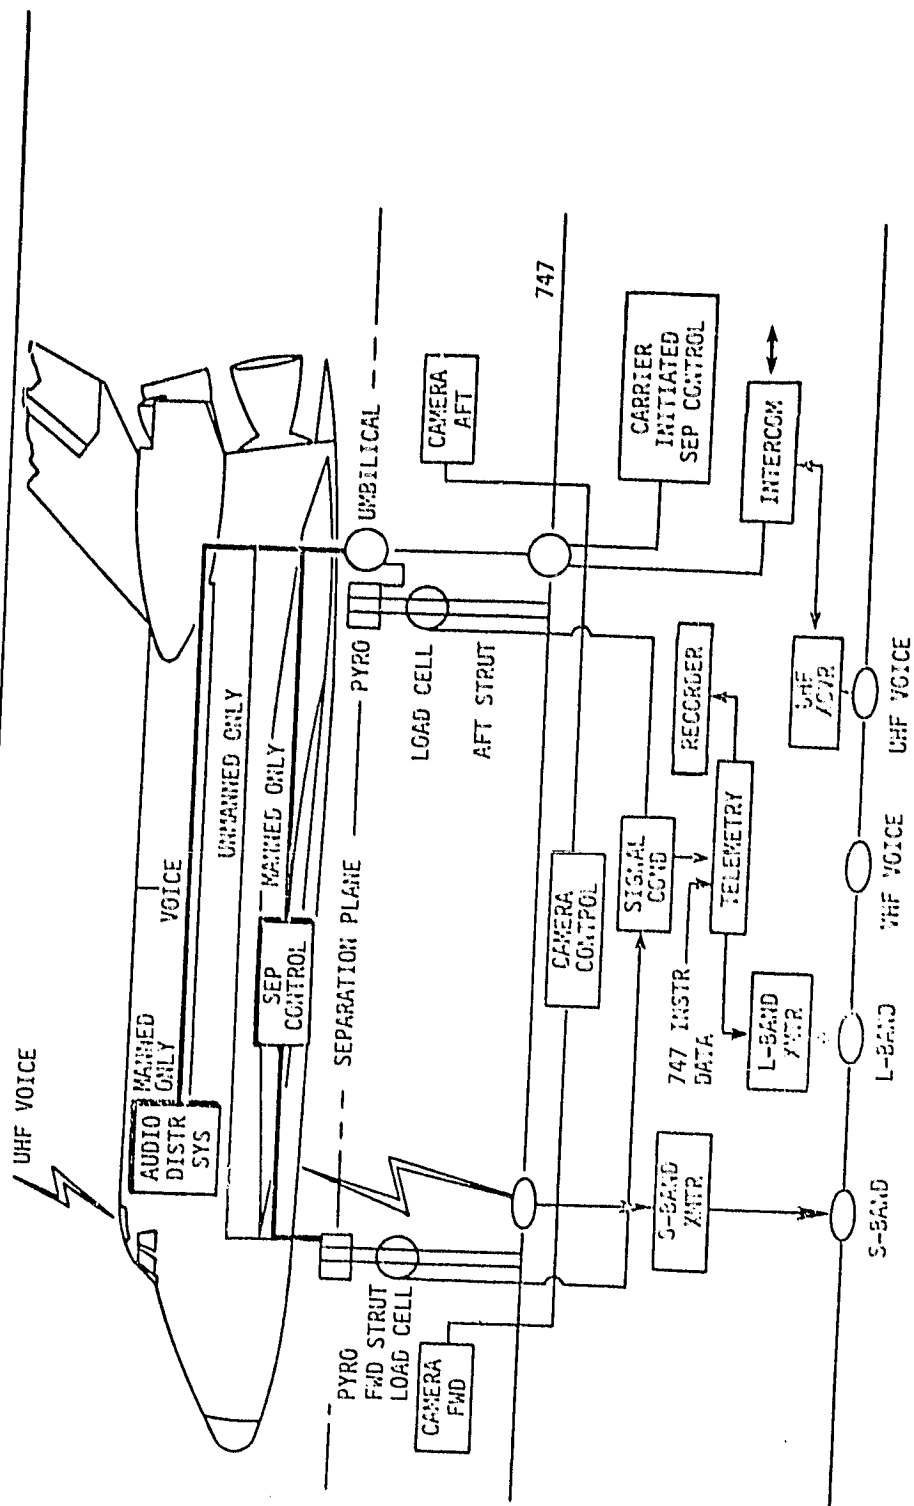 UHF VOICE
MANNED
ONLY
VOICE
AUDIO
DISTR
SYS
UNMANNED ONLY
MANNED ONLY
SEP
CONTROL
SEPARATION PLANE
PYRO
UMBILICAL
PYRO
FWD STRUT
LOAD CELL
LOAD CELL
AFT STRUT
CAMERA
FWD
CAMERA
AFT
747
CAMERA
CONTROL
CARRIER
INITIATED
SEP CONTROL
SIGNAL
COND
RECORDER
747 INSTR
DATA
TELEMETRY
INTERCOM
S-BAND
XMTR
L-BAND
XMTR
UHF
XCVR
S-BAND
L-BAND
VHF VOICE
UHF VOICE